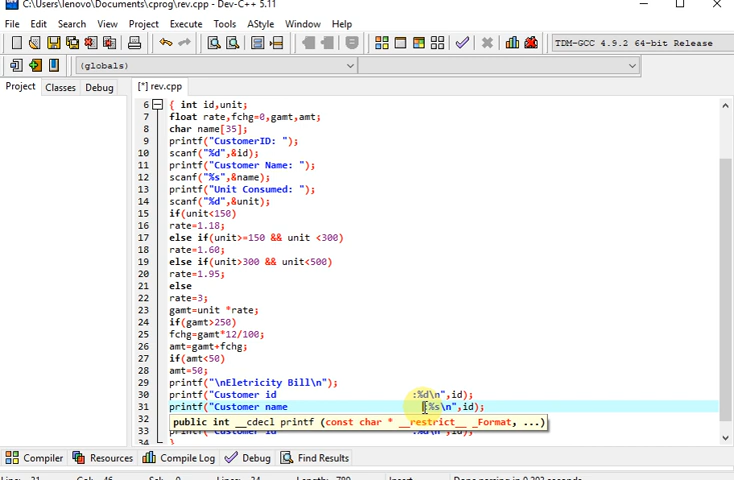 C:\Users\lenovo\Documents\cprog\rev.cpp - Dev-C++ 5.11
File Edit Search View Project Execute Tools AStyle Window Help
TDM-GCC 4.9.2 64-bit Release
(globals)
Project Classes Debug [*] rev.cpp
6 { int id,unit;
7 float rate,fchg=0,gamt,amt;
8 char name[35];
9 printf("CustomerID: ");
10 scanf("%d",&id);
11 printf("Customer Name: ");
12 scanf("%s",&name);
13 printf("Unit Consumed: ");
14 scanf("%d",&unit);
15 if(unit<150)
16 rate=1.18;
17 else if(unit>=150 && unit <300)
18 rate=1.60;
19 else if(unit>300 && unit<500)
20 rate=1.95;
21 else
22 rate=3;
23 gamt=unit *rate;
24 if(gamt>250)
25 fchg=gamt*12/100;
26 amt=gamt+fchg;
27 if(amt<50)
28 amt=50;
29 printf("\nEletricity Bill\n");
30 printf("Customer id :%d\n",id);
31 printf("Customer name :%s\n",id);
32 public int __cdecl printf (const char * __restrict__ _Format, ...)
33 printf("Customer id :%d\n",id);
34 }
Compiler Resources Compile Log Debug Find Results